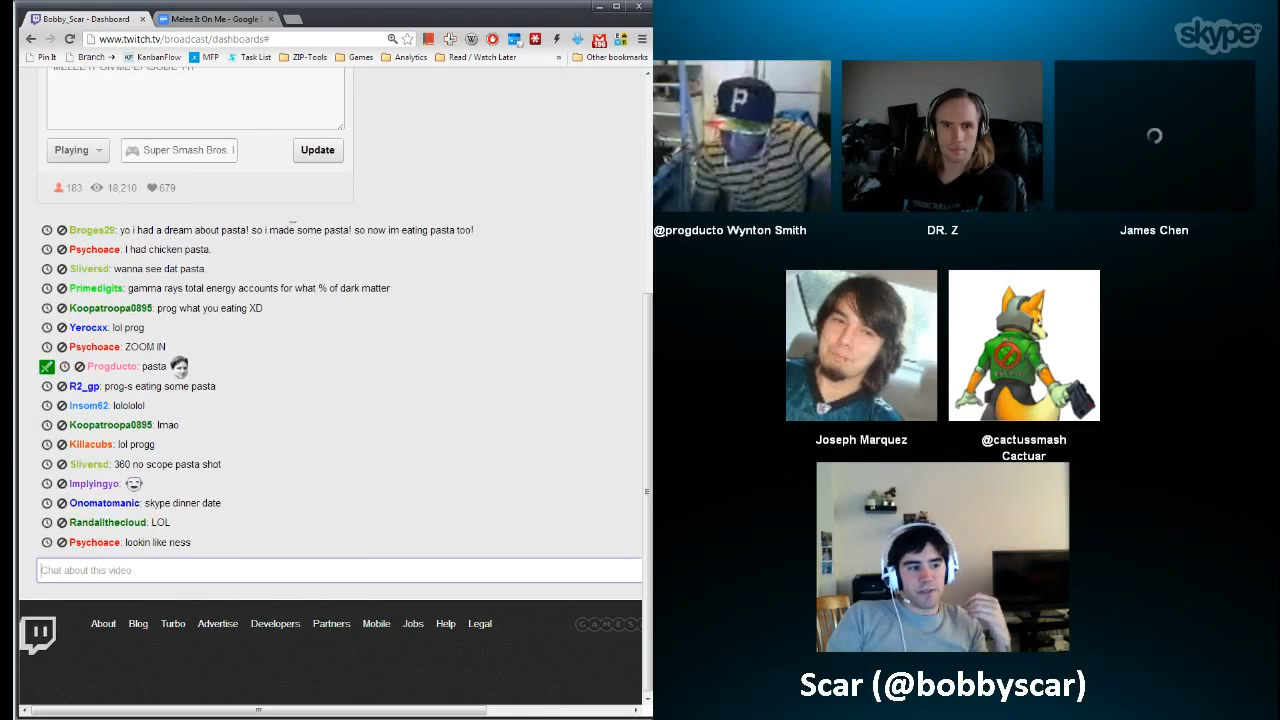 Bobby_Scar - Dashboard
Melee It On Me - Google
www.twitch.tv/broadcast/dashboards#
Pin It
Branch
KanbanFlow
MFP
Task List
ZIP-Tools
Games
Analytics
Read / Watch Later
»
Other bookmarks
Playing
Super Smash Bros.
Update
183
18,210
679
Broges29: yo i had a dream about pasta! so i made some pasta! so now im eating pasta too!
Psychoace: I had chicken pasta.
Sliversd: wanna see dat pasta.
Primedigits: gamma rays total energy accounts for what % of dark matter
Koopatroopa0895: prog what you eating XD
Yerocxx: lol prog
Psychoace: ZOOM IN
Progducto: pasta
R2_gp: prog-s eating some pasta
Insom62: lolololol
Koopatroopa0895: lmao
Killacubs: lol progg
Sliversd: 360 no scope pasta shot
Implyingyo:
Onomatomanic: skype dinner date
Randallthecloud: LOL
Psychoace: lookin like ness
Chat about this video
About
Blog
Turbo
Advertise
Developers
Partners
Mobile
Jobs
Help
Legal
GAMES
skype
P
@progducto Wynton Smith
DR. Z
James Chen
NO
Joseph Marquez
@cactussmash
Cactuar
Scar (@bobbyscar)